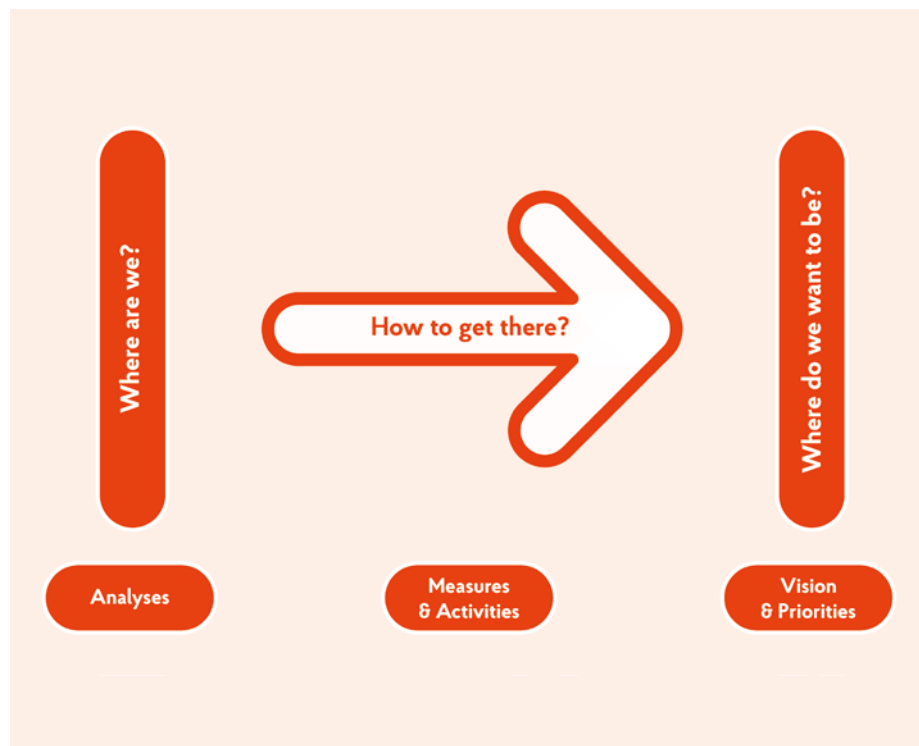 Where are we?
How to get there?
Where do we want to be?
Analyses
Measures
& Activities
Vision
& Priorities